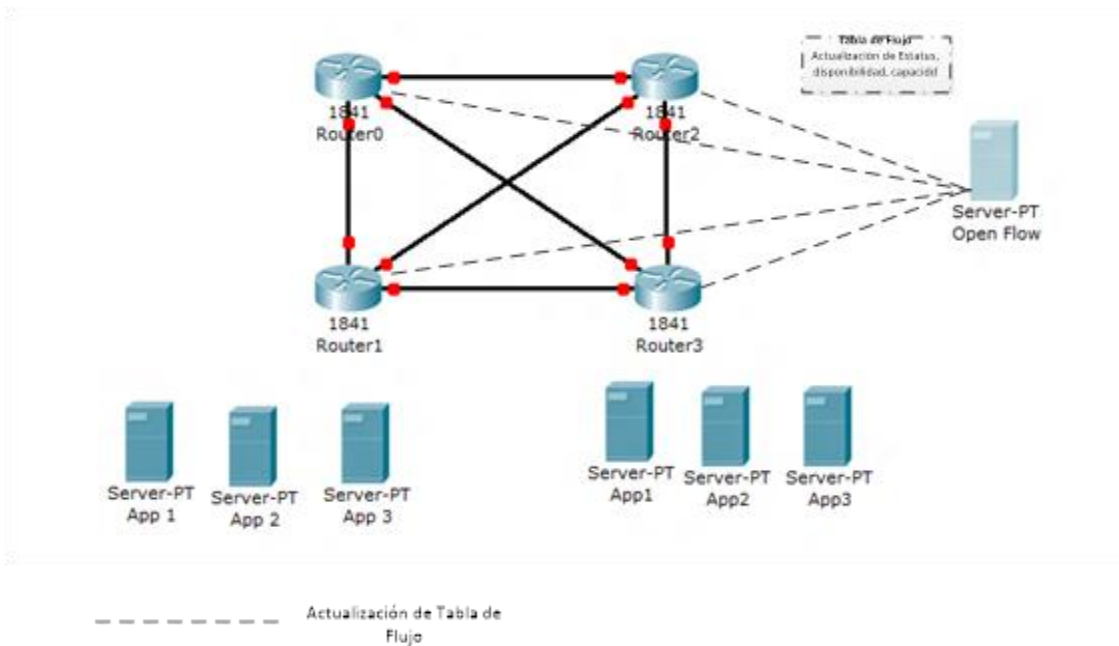 Tabla de Flujo
Actualización de Estatus,
disponibilidad, capacidd
1841
Router0
1841
Router2
Server-PT
Open Flow
1841
Router1
1841
Router3
Server-PT
App 1
Server-PT
App 2
Server-PT
App 3
Server-PT
App1
Server-PT
App2
Server-PT
App3
Actualización de Tabla de
Flujo